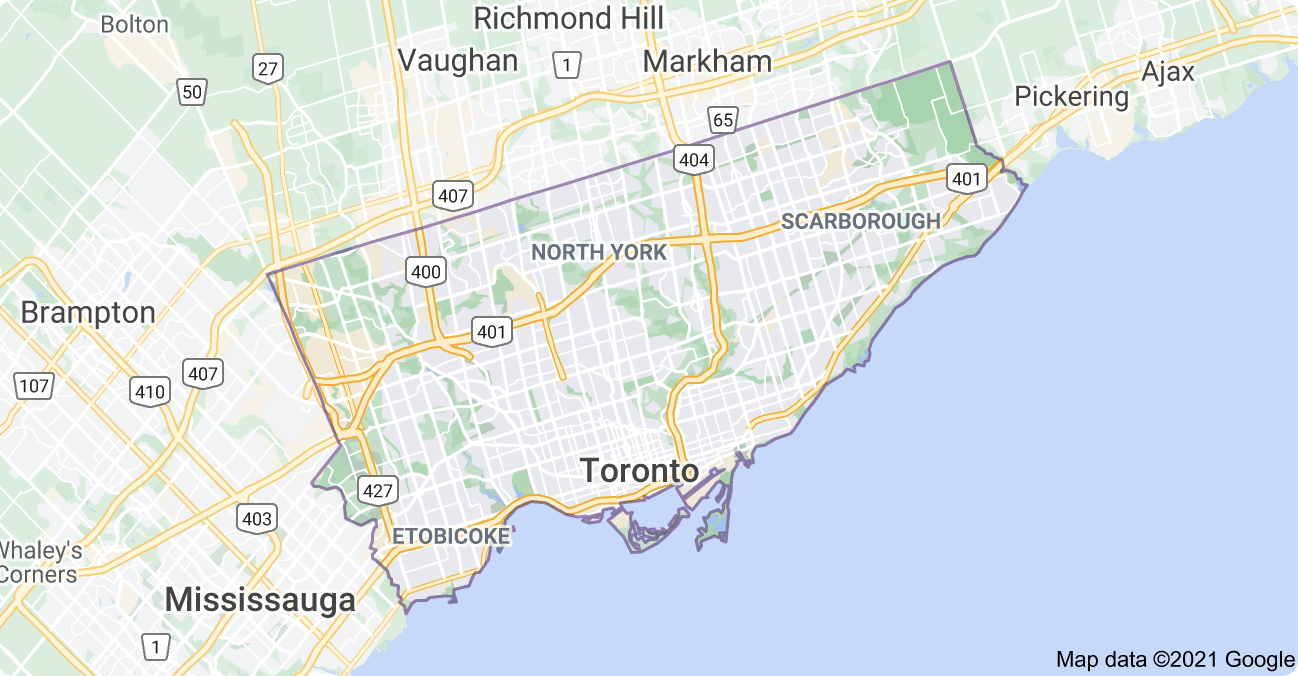 Richmond Hill
Bolton
Vaughan
1
Markham
27
50
Ajax
Pickering
65
404
401
407
SCARBOROUGH
NORTH YORK
400
Brampton
401
407
107
410
Toronto
427
403
ETOBICOKE
Whaley's
Corners
Mississauga
1
Map data ©2021 Google